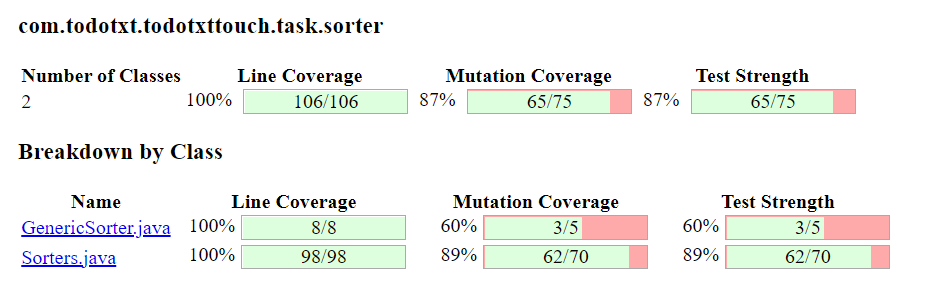 com.todotxt.todotxttouch.task.sorter
Number of Classes Line Coverage Mutation Coverage Test Strength
2 100% 106/106 87% 65/75 87% 65/75
Breakdown by Class
Name Line Coverage Mutation Coverage Test Strength
GenericSorter.java 100% 8/8 60% 3/5 60% 3/5
Sorters.java 100% 98/98 89% 62/70 89% 62/70